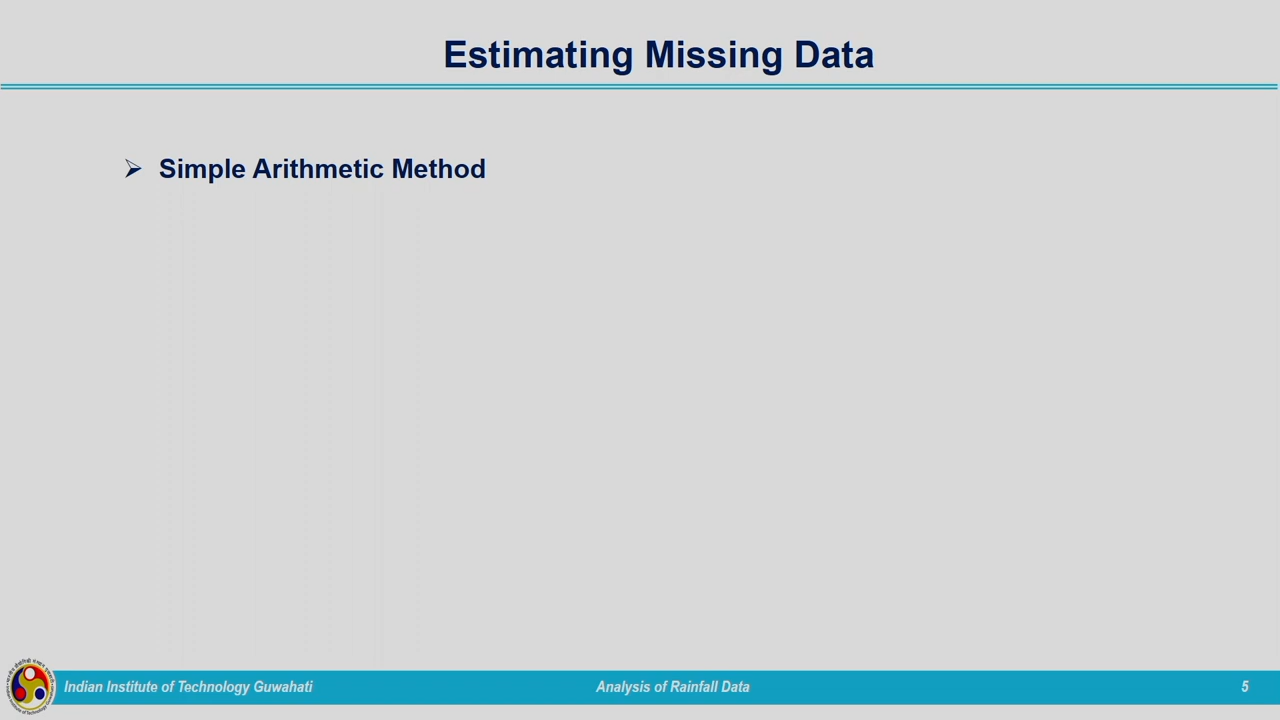 Estimating Missing Data
Simple Arithmetic Method
Indian Institute of Technology Guwahati
Analysis of Rainfall Data
5